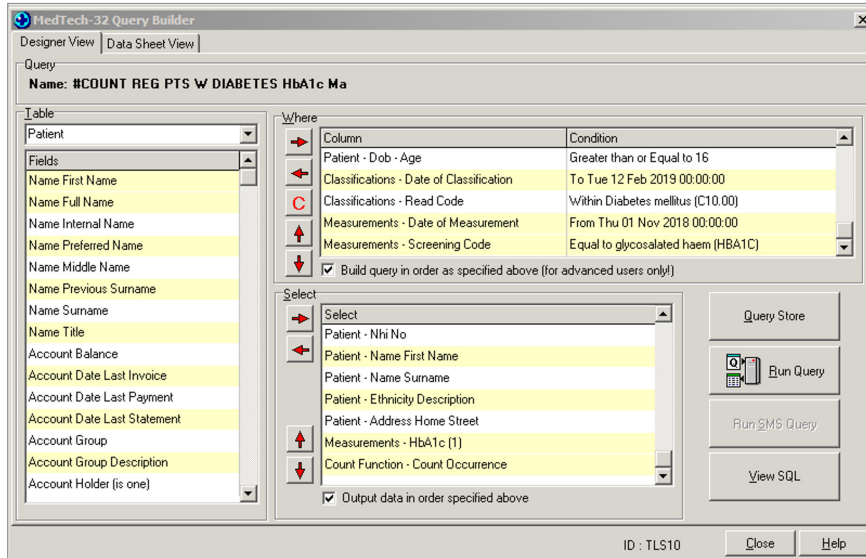 MedTech-32 Query Builder
Designer View
Data Sheet View
Query
Name: #COUNT REG PTS W DIABETES HbA1c Ma
Table
Patient
Fields
Name First Name
Name Full Name
Name Internal Name
Name Preferred Name
Name Middle Name
Name Previous Surname
Name Surname
Name Title
Account Balance
Account Date Last Invoice
Account Date Last Payment
Account Date Last Statement
Account Group
Account Group Description
Account Holder (is one)
Where
C
Column Condition
Patient - Dob - Age Greater than or Equal to 16
Classifications - Date of Classification To Tue 12 Feb 2019 00:00:00
Classifications - Read Code Within Diabetes mellitus (C10.00)
Measurements - Date of Measurement From Thu 01 Nov 2018 00:00:00
Measurements - Screening Code Equal to glycosalated haem (HBA1C)
Build query in order as specified above (for advanced users only!)
Select
Select
Patient - Nhi No
Patient - Name First Name
Patient - Name Surname
Patient - Ethnicity Description
Patient - Address Home Street
Measurements - HbA1c (1)
Count Function - Count Occurrence
Output data in order specified above
Query Store
Q
Run Query
Run SMS Query
View SQL
ID : TLS10
Close
Help